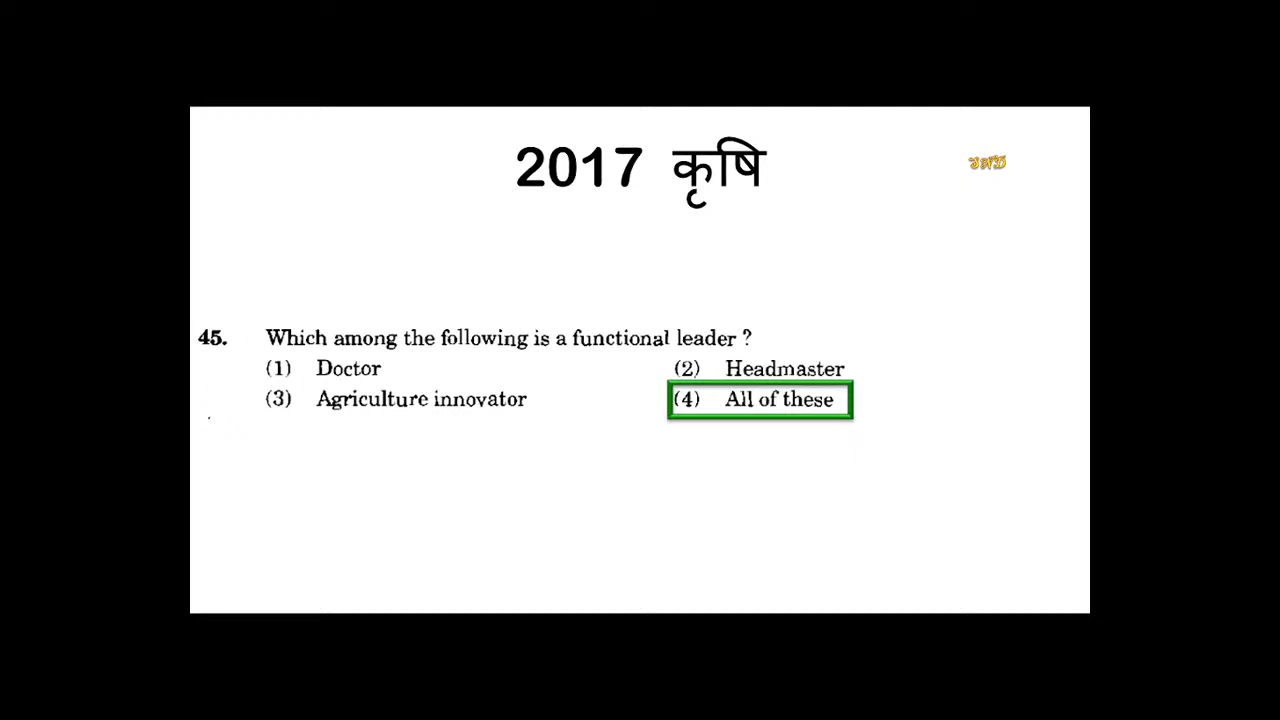 2017 कृषि
JND
45. Which among the following is a functional leader ?
(1) Doctor (2) Headmaster
(3) Agriculture innovator (4) All of these